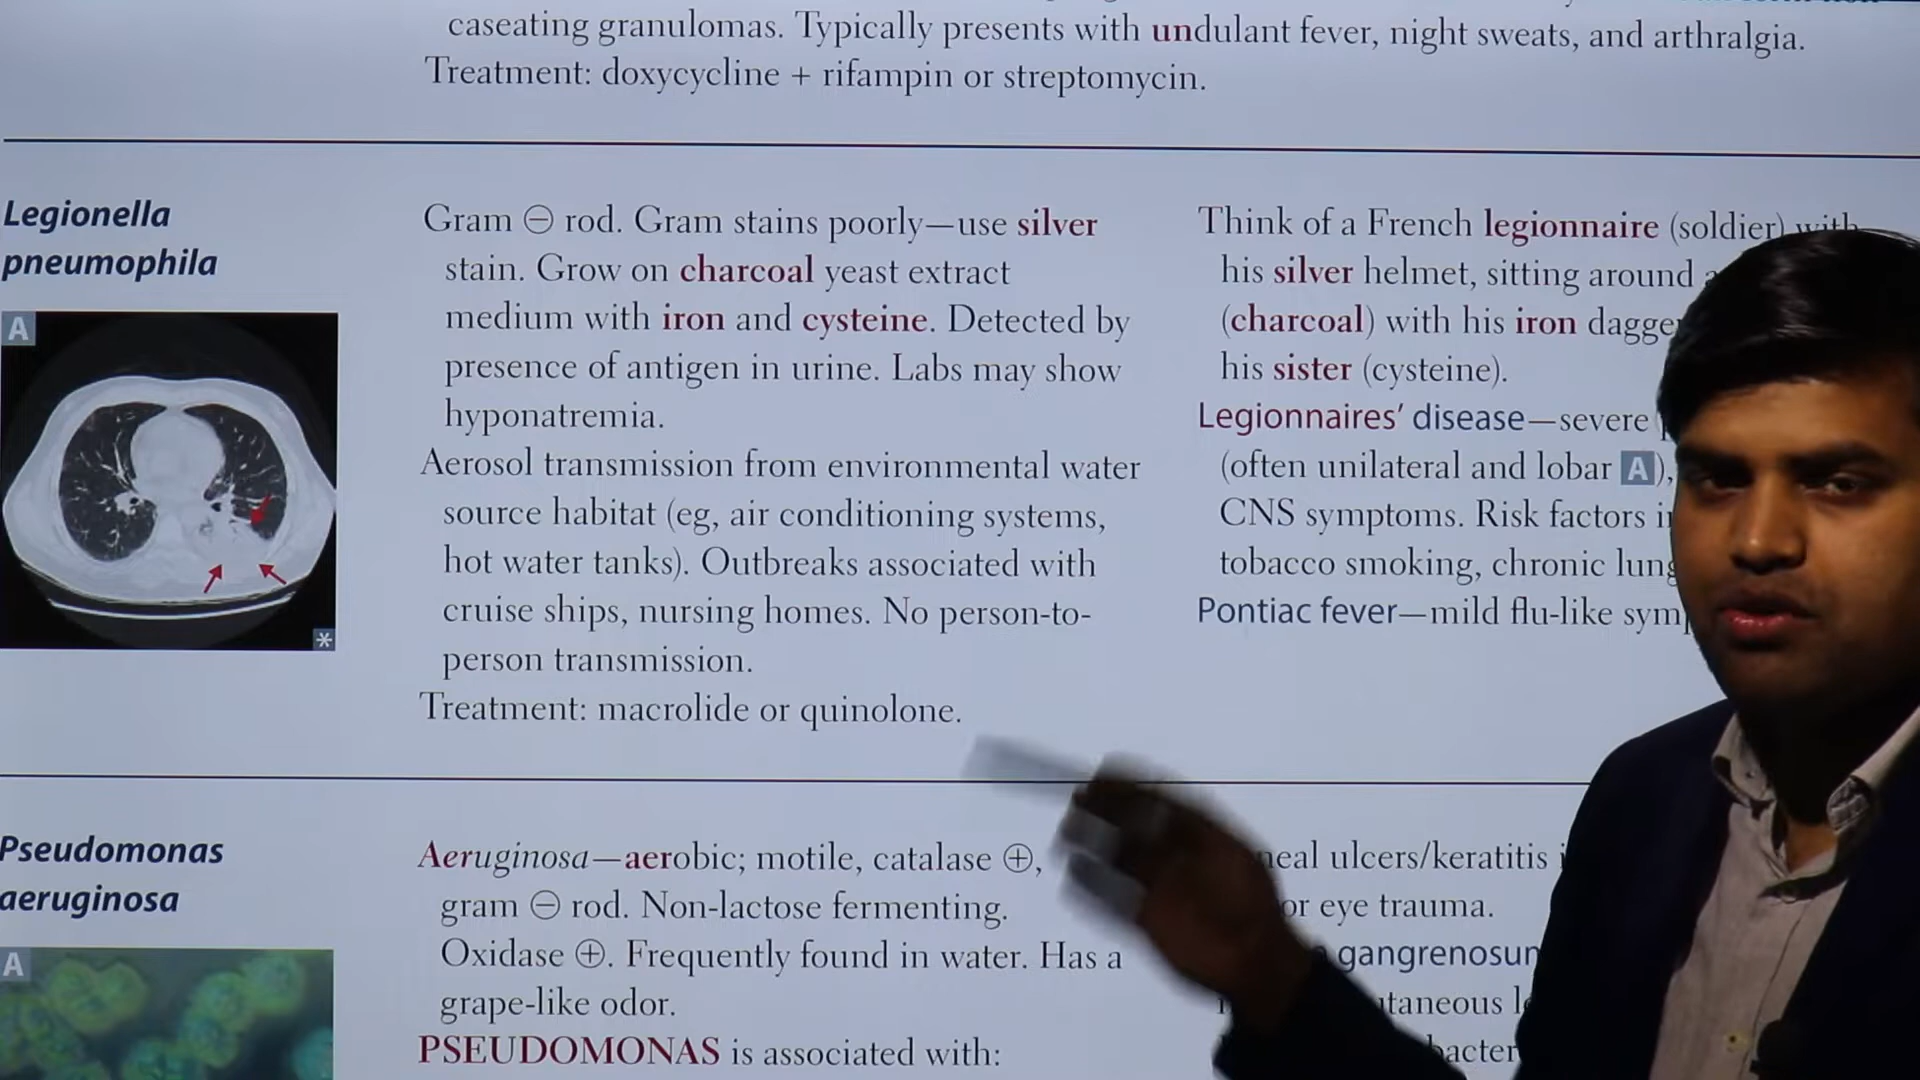 caseating granulomas. Typically presents with undulant fever, night sweats, and arthralgia.
Treatment: doxycycline + rifampin or streptomycin.
Legionella
pneumophila
A
Gram ⊖ rod. Gram stains poorly—use silver
stain. Grow on charcoal yeast extract
medium with iron and cysteine. Detected by
presence of antigen in urine. Labs may show
hyponatremia.
Aerosol transmission from environmental water
source habitat (eg, air conditioning systems,
hot water tanks). Outbreaks associated with
cruise ships, nursing homes. No person-to-
person transmission.
Treatment: macrolide or quinolone.
Think of a French legionnaire (soldier) with
his silver helmet, sitting around
(charcoal) with his iron
his sister (cysteine).
Legionnaires' disease—severe
(often unilateral and lobar A),
CNS symptoms. Risk factors
tobacco smoking, chronic
Pontiac fever—mild flu-like
Pseudomonas
aeruginosa
A
Aeruginosa—aerobic; motile, catalase ⊕,
gram ⊖ rod. Non-lactose fermenting.
Oxidase ⊕. Frequently found in water. Has a
grape-like odor.
PSEUDOMONAS is associated with:
ulcers/keratitis
or eye trauma.